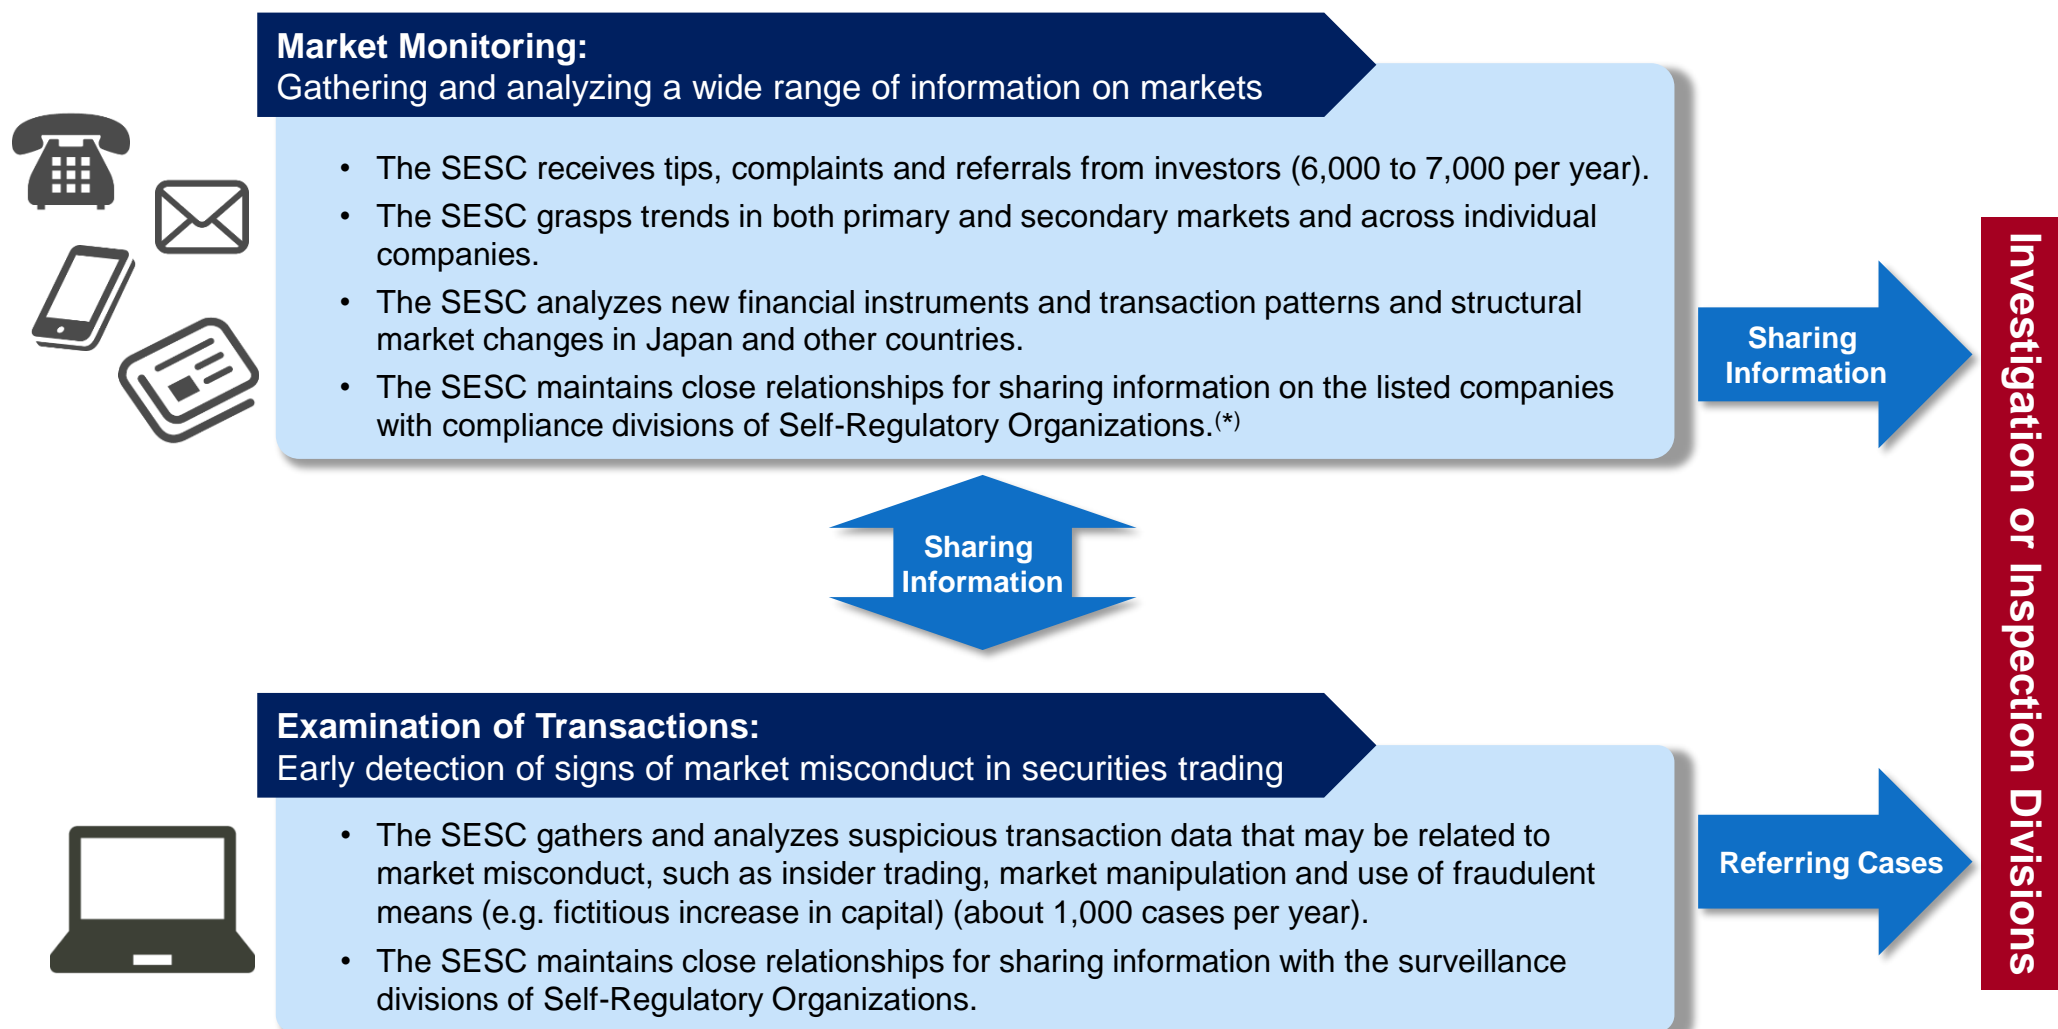 Market Monitoring:
Gathering and analyzing a wide range of information on markets
• The SESC receives tips, complaints and referrals from investors (6,000 to 7,000 per year).
• The SESC grasps trends in both primary and secondary markets and across individual
companies.
• The SESC analyzes new financial instruments and transaction patterns and structural
market changes in Japan and other countries.
• The SESC maintains close relationships for sharing information on the listed companies
with compliance divisions of Self-Regulatory Organizations.(*)
Sharing
Information
Sharing
Information
Examination of Transactions:
Early detection of signs of market misconduct in securities trading
• The SESC gathers and analyzes suspicious transaction data that may be related to
market misconduct, such as insider trading, market manipulation and use of fraudulent
means (e.g. fictitious increase in capital) (about 1,000 cases per year).
• The SESC maintains close relationships for sharing information with the surveillance
divisions of Self-Regulatory Organizations.
Referring Cases
Investigation or Inspection Divisions